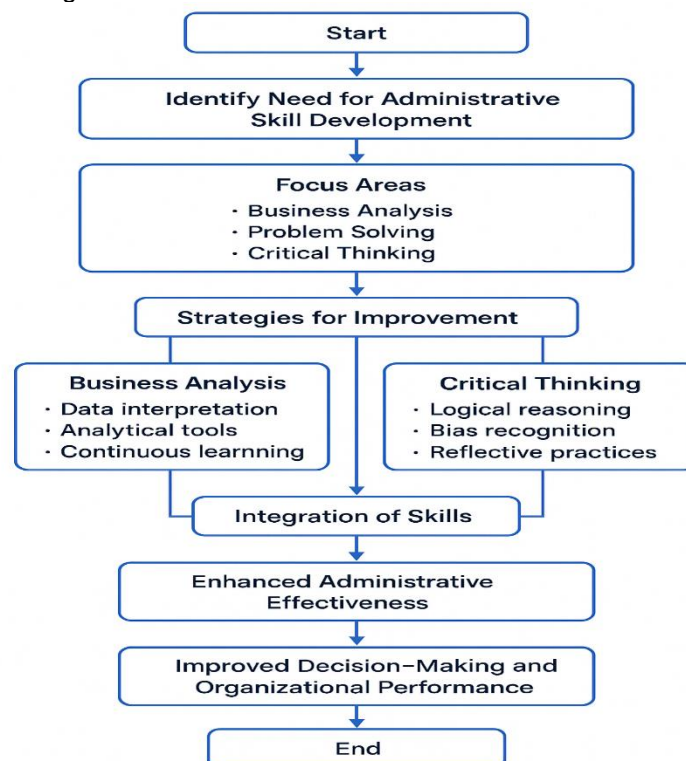 Start
Identify Need for Administrative
Skill Development
Focus Areas
· Business Analysis
· Problem Solving
· Critical Thinking
Strategies for Improvement
Business Analysis
· Data interpretation
· Analytical tools
· Continuous learnning
Critical Thinking
· Logical reasoning
· Bias recognition
· Reflective practices
Integration of Skills
Enhanced Administrative
Effectiveness
Improved Decision-Making and
Organizational Performance
End